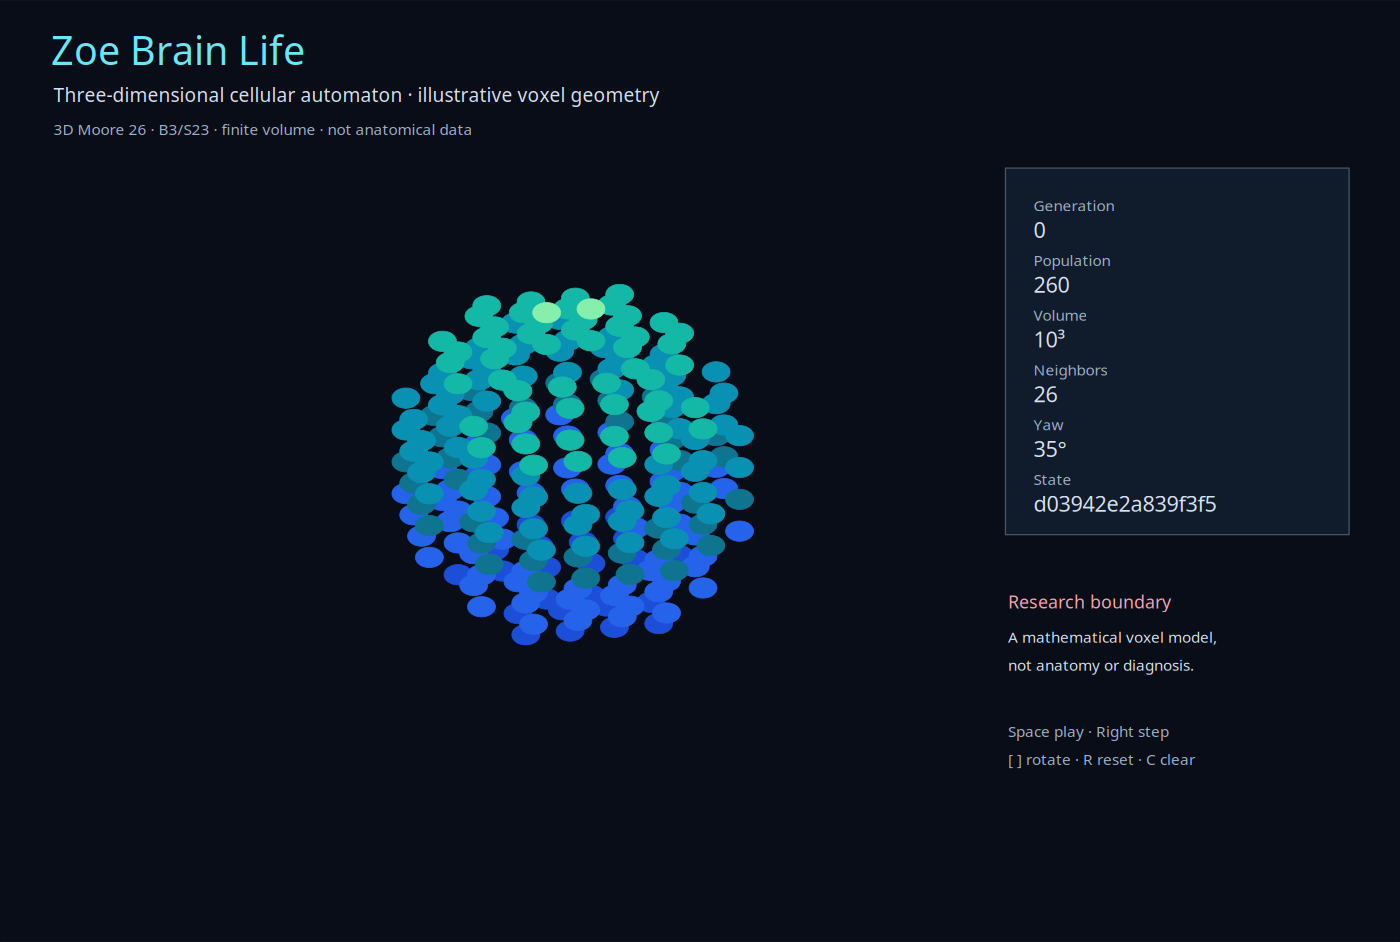 Zoe Brain Life
Three-dimensional cellular automaton · illustrative voxel geometry
3D Moore 26 · B3/S23 · finite volume · not anatomical data
Generation
0
Population
260
Volume
10³
Neighbors
26
Yaw
35°
State
d03942e2a839f3f5
Research boundary
A mathematical voxel model,
not anatomy or diagnosis.
Space play · Right step
[ ] rotate · R reset · C clear